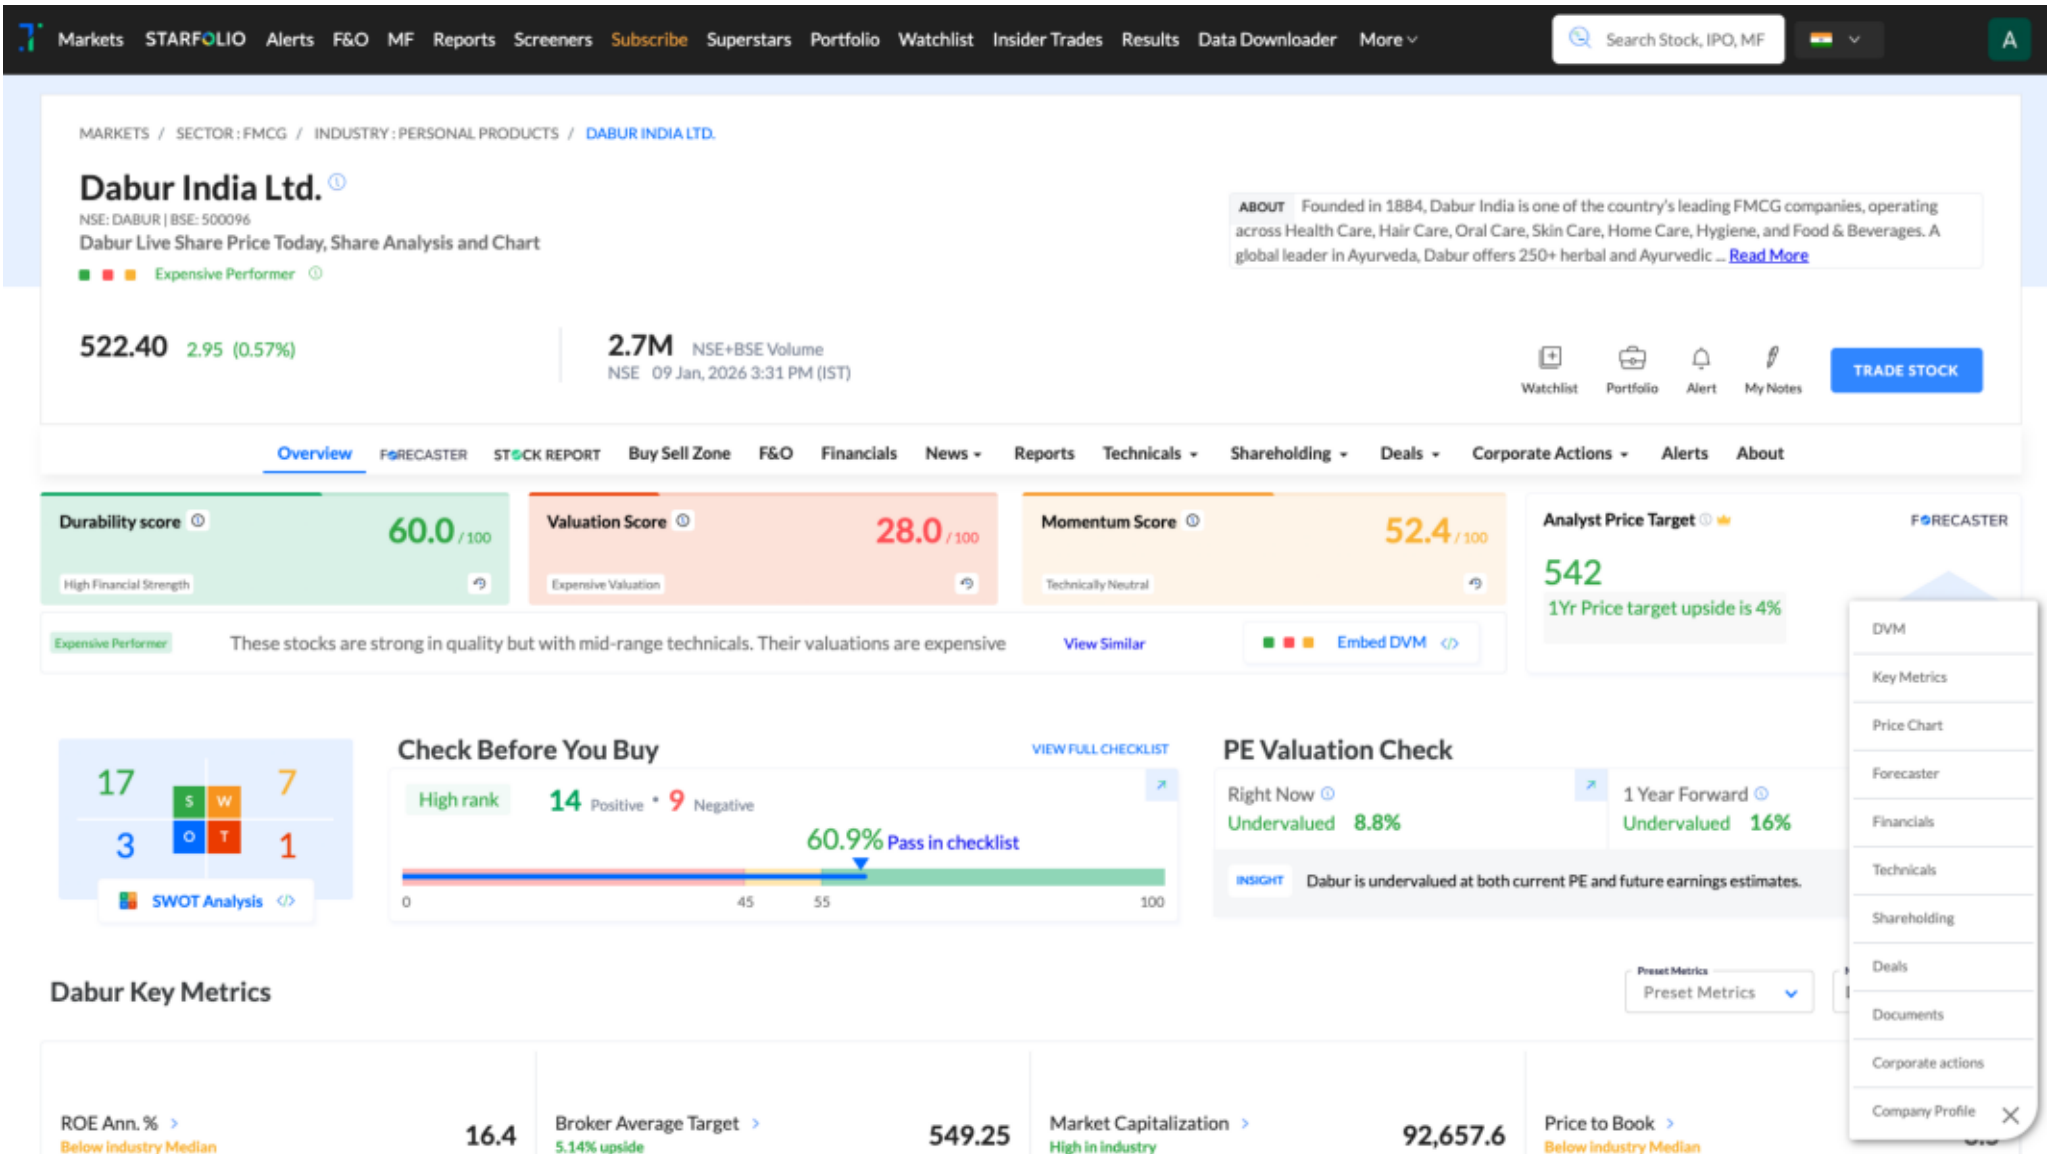 Markets STARFOLIO Alerts F&O MF Reports Screeners Subscribe Superstars Portfolio Watchlist Insider Trades Results Data Downloader More Search Stock, IPO, MF A
MARKETS / SECTOR : FMCG / INDUSTRY : PERSONAL PRODUCTS / DABUR INDIA LTD.
Dabur India Ltd.
NSE: DABUR | BSE: 500096
Dabur Live Share Price Today, Share Analysis and Chart
Expensive Performer
ABOUT Founded in 1884, Dabur India is one of the country's leading FMCG companies, operating
across Health Care, Hair Care, Oral Care, Skin Care, Home Care, Hygiene, and Food & Beverages. A
global leader in Ayurveda, Dabur offers 250+ herbal and Ayurvedic ... Read More
522.40 2.95 (0.57%)
2.7M NSE+BSE Volume
NSE 09 Jan, 2026 3:31 PM (IST)
Watchlist Portfolio Alert My Notes TRADE STOCK
Overview FORECASTER STOCK REPORT Buy Sell Zone F&O Financials News Reports Technicals Shareholding Deals Corporate Actions Alerts About
Durability score 60.0 / 100
High Financial Strength
Valuation Score 28.0 / 100
Expensive Valuation
Momentum Score 52.4 / 100
Technically Neutral
Analyst Price Target FORECASTER
542
1Yr Price target upside is 4%
Expensive Performer These stocks are strong in quality but with mid-range technicals. Their valuations are expensive View Similar Embed DVM </>
17 S W 7
3 O T 1
SWOT Analysis </>
Check Before You Buy VIEW FULL CHECKLIST
High rank 14 Positive * 9 Negative
60.9% Pass in checklist
0 45 55 100
PE Valuation Check
Right Now
Undervalued 8.8%
1 Year Forward
Undervalued 16%
INSIGHT Dabur is undervalued at both current PE and future earnings estimates.
Dabur Key Metrics
Preset Metrics
Preset Metrics
ROE Ann. % 16.4
Below industry Median
Broker Average Target 549.25
5.14% upside
Market Capitalization 92,657.6
High in industry
Price to Book
Below industry Median
DVM
Key Metrics
Price Chart
Forecaster
Financials
Technicals
Shareholding
Deals
Documents
Corporate actions
Company Profile